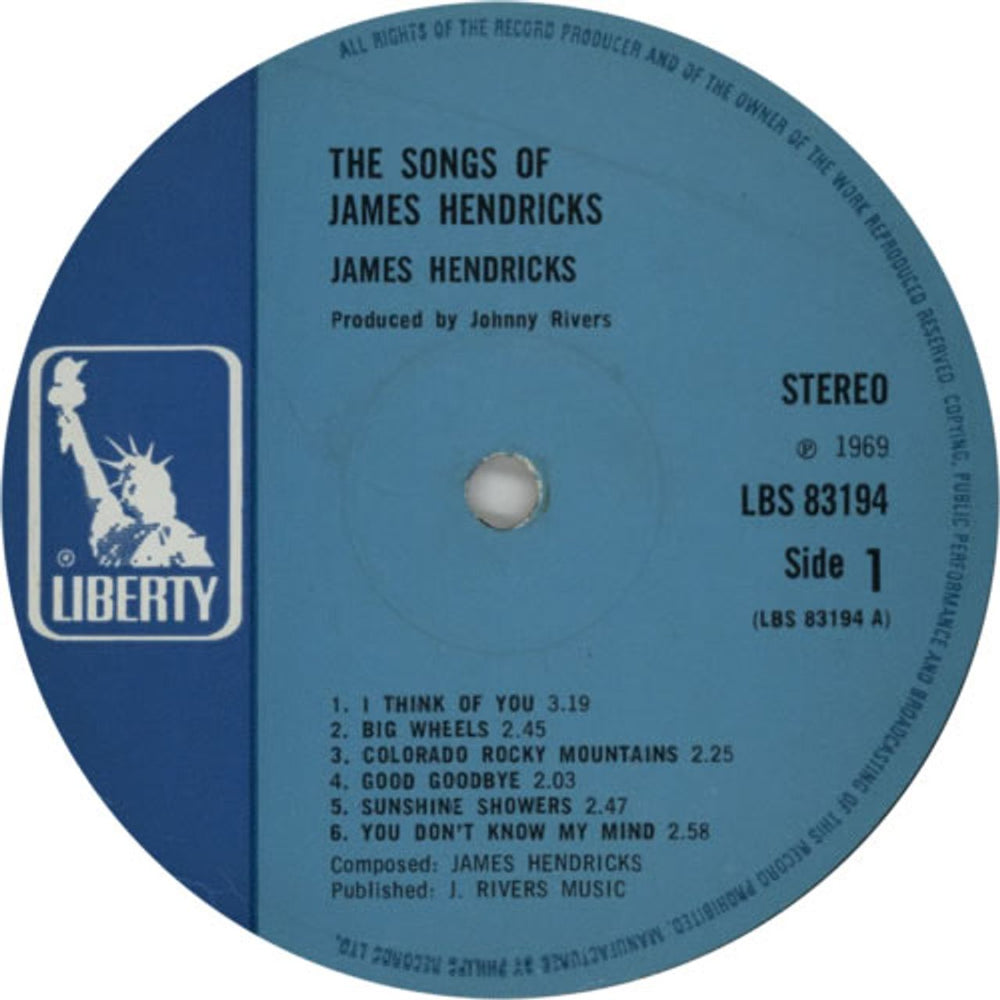 ALL RIGHTS OF THE RECORD PRODUCER AND OF THE OWNER OF THE WORK REPRODUCED RESERVED. COPYING, PUBLIC PERFORMANCE AND BROADCASTING OF THIS RECORD PROHIBITED. MANUFACTURED BY PHILIPS RECORDS LTD.
THE SONGS OF
JAMES HENDRICKS
JAMES HENDRICKS
Produced by Johnny Rivers
STEREO
℗ 1969
LBS 83194
Side 1
(LBS 83194 A)
®
LIBERTY
1. I THINK OF YOU 3.19
2. BIG WHEELS 2.45
3. COLORADO ROCKY MOUNTAINS 2.25
4. GOOD GOODBYE 2.03
5. SUNSHINE SHOWERS 2.47
6. YOU DON'T KNOW MY MIND 2.58
Composed: JAMES HENDRICKS
Published: J. RIVERS MUSIC